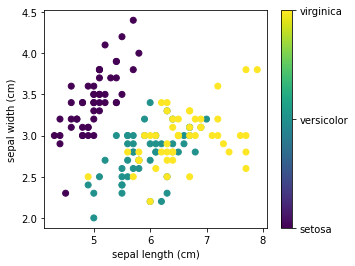 4.5
4.0
3.5
3.0
2.5
2.0
sepal width (cm)
5
6
7
8
sepal length (cm)
virginica
versicolor
setosa